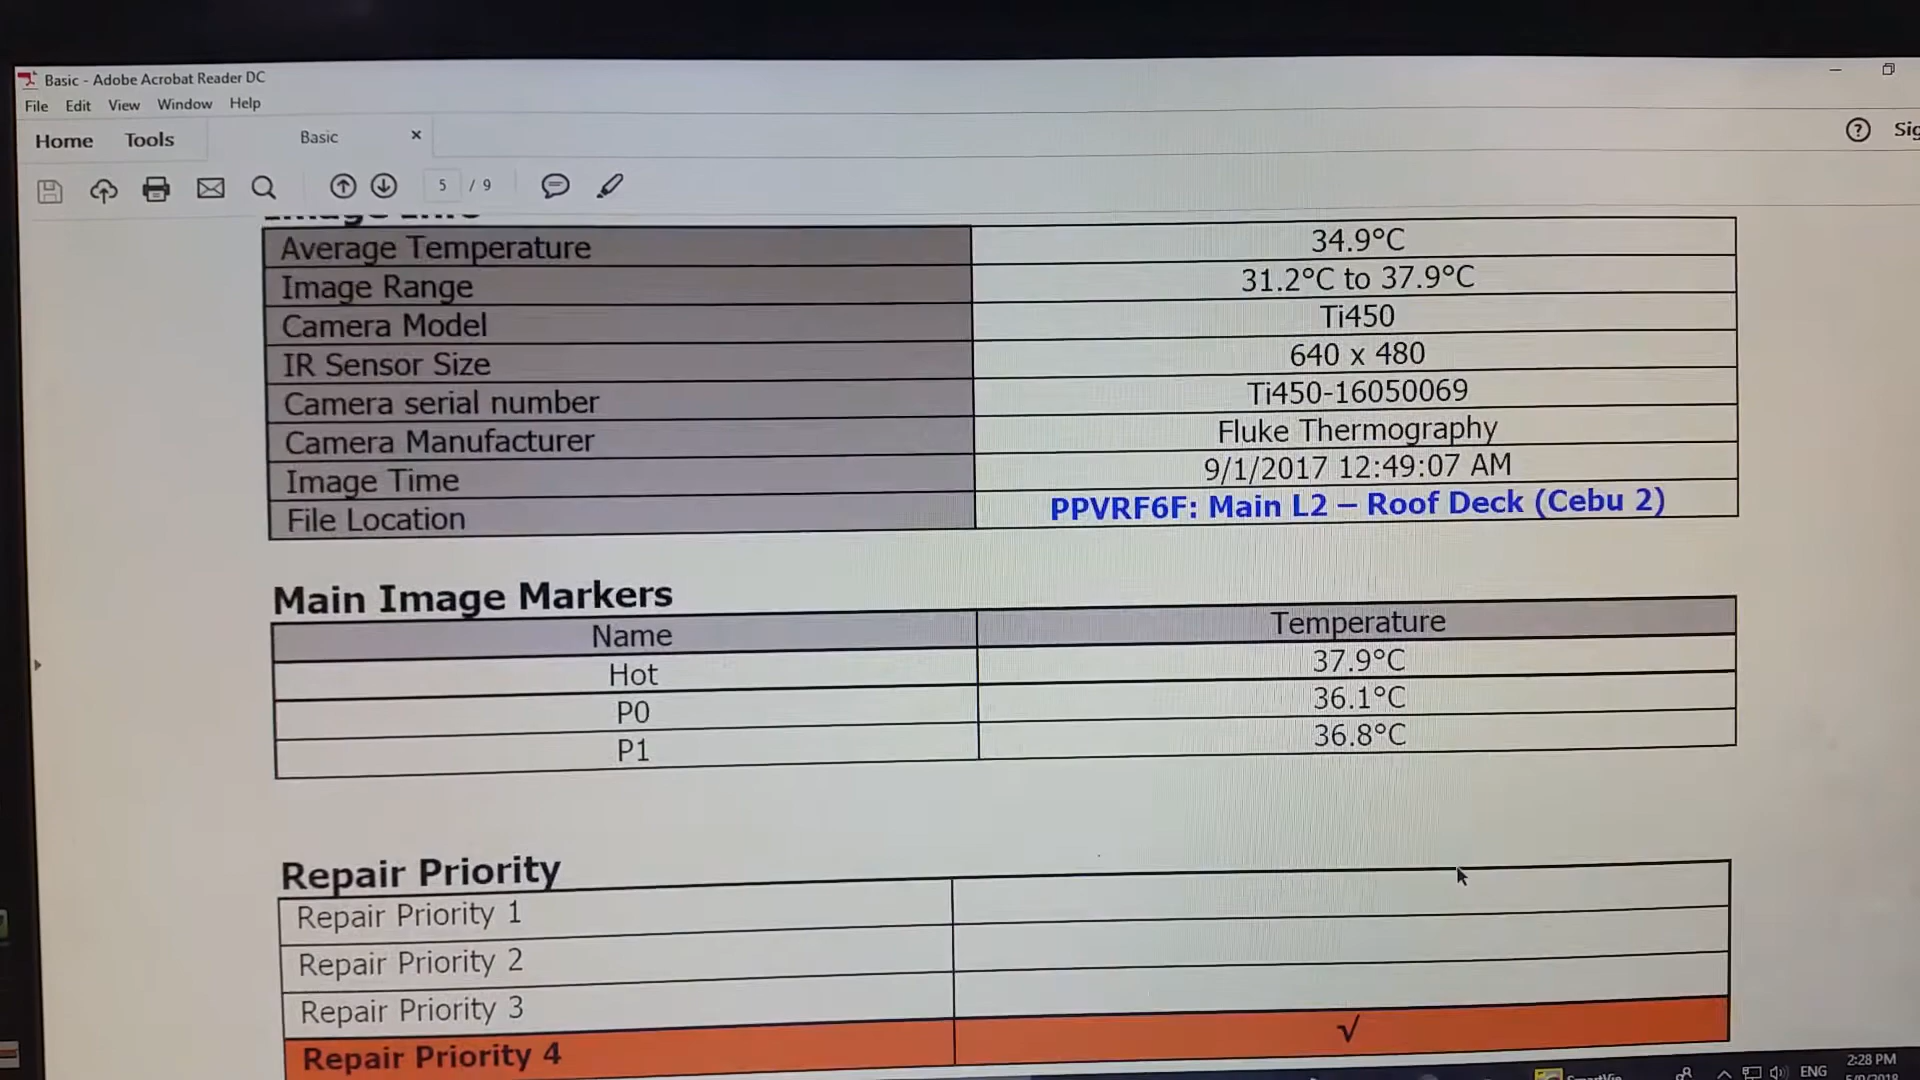 Basic - Adobe Acrobat Reader DC
File Edit View Window Help
Home Tools Basic
5 / 9
Image Info
Average Temperature 34.9°C
Image Range 31.2°C to 37.9°C
Camera Model Ti450
IR Sensor Size 640 x 480
Camera serial number Ti450-16050069
Camera Manufacturer Fluke Thermography
Image Time 9/1/2017 12:49:07 AM
File Location PPVRF6F: Main L2 – Roof Deck (Cebu 2)
Main Image Markers
Name Temperature
Hot 37.9°C
P0 36.1°C
P1 36.8°C
Repair Priority
Repair Priority 1
Repair Priority 2
Repair Priority 3
Repair Priority 4 √
ENG 2:28 PM